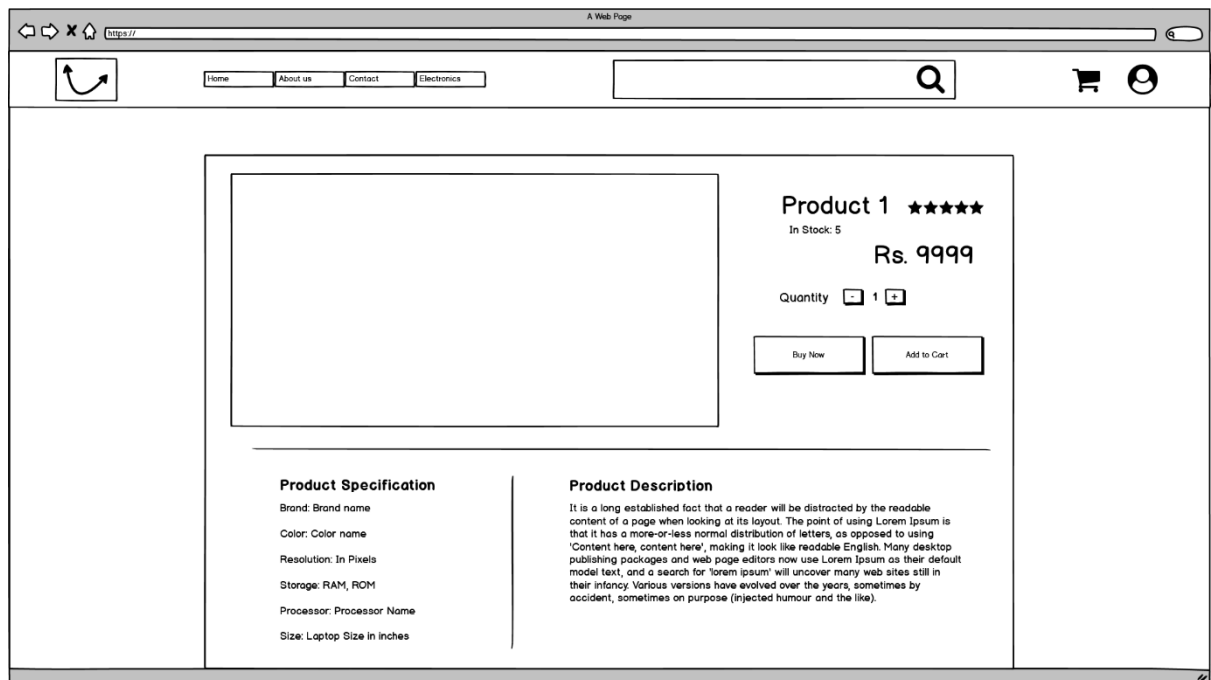 A Web Page
https://
Home
About us
Contact
Electronics
Product 1
In Stock: 5
Rs. 9999
Quantity - 1 +
Buy Now
Add to Cart
Product Specification
Brand: Brand name
Color: Color name
Resolution: In Pixels
Storage: RAM, ROM
Processor: Processor Name
Size: Laptop Size in inches
Product Description
It is a long established fact that a reader will be distracted by the readable
content of a page when looking at its layout. The point of using Lorem Ipsum is
that it has a more-or-less normal distribution of letters, as opposed to using
'Content here, content here', making it look like readable English. Many desktop
publishing packages and web page editors now use Lorem Ipsum as their default
model text, and a search for 'lorem ipsum' will uncover many web sites still in
their infancy. Various versions have evolved over the years, sometimes by
accident, sometimes on purpose (injected humour and the like).